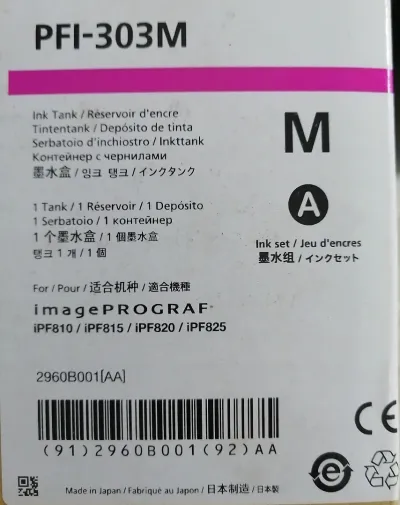 PFI-303M
Ink Tank / Réservoir d'encre
Tintentank / Depósito de tinta
Serbatoio d'inchiostro / Inkttank
Контейнер с чернилами
墨水盒 / 잉크 탱크 / インクタンク
M
1 Tank / 1 Réservoir / 1 Depósito
1 Serbatoio / 1 контейнер
1 个墨水盒 / 1 個墨水盒
탱크 1 개 / 1 個
A
Ink set / Jeu d'encres
墨水组 / インクセット
For / Pour / 适合机种 / 適合機種
imagePROGRAF
iPF810 / iPF815 / iPF820 / iPF825
2960B001[AA]
(91)2960B001(92)AA
CE
e
Made in Japan / Fabriqué au Japon / 日本制造 / 日本製